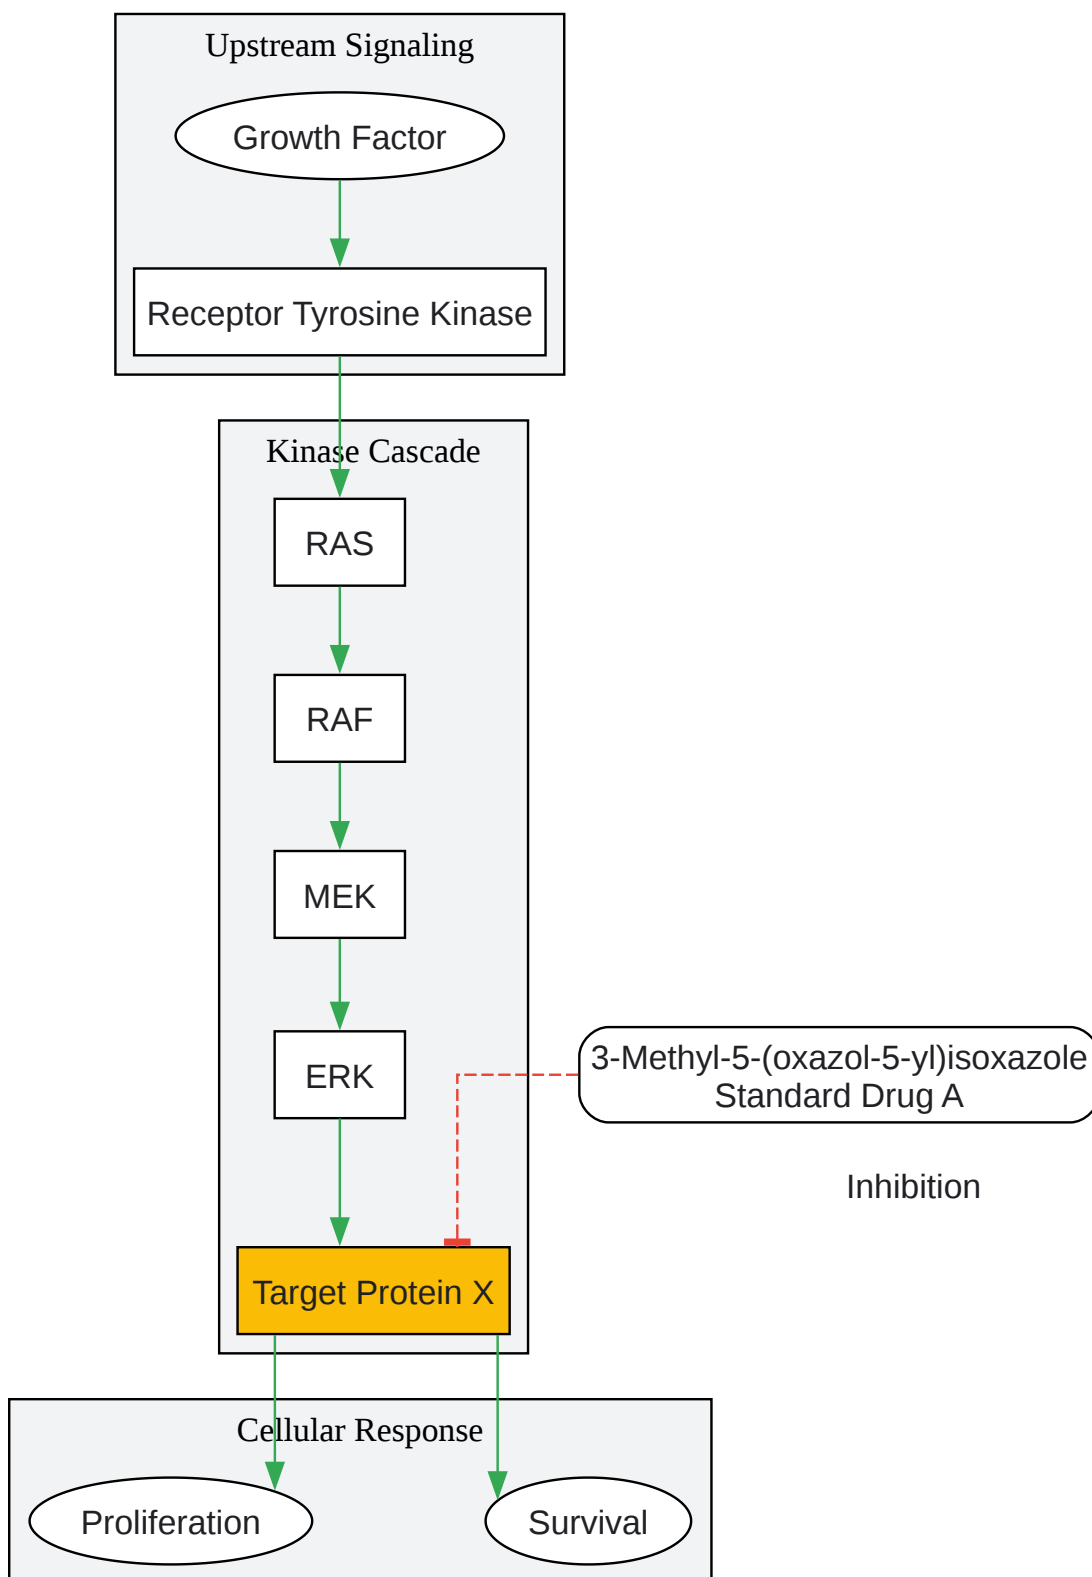 Upstream Signaling
Growth Factor
Receptor Tyrosine Kinase
Kinase Cascade
RAS
RAF
MEK
ERK
3-Methyl-5-(oxazol-5-yl)isoxazole
Standard Drug A
Inhibition
Target Protein X
Cellular Response
Proliferation
Survival